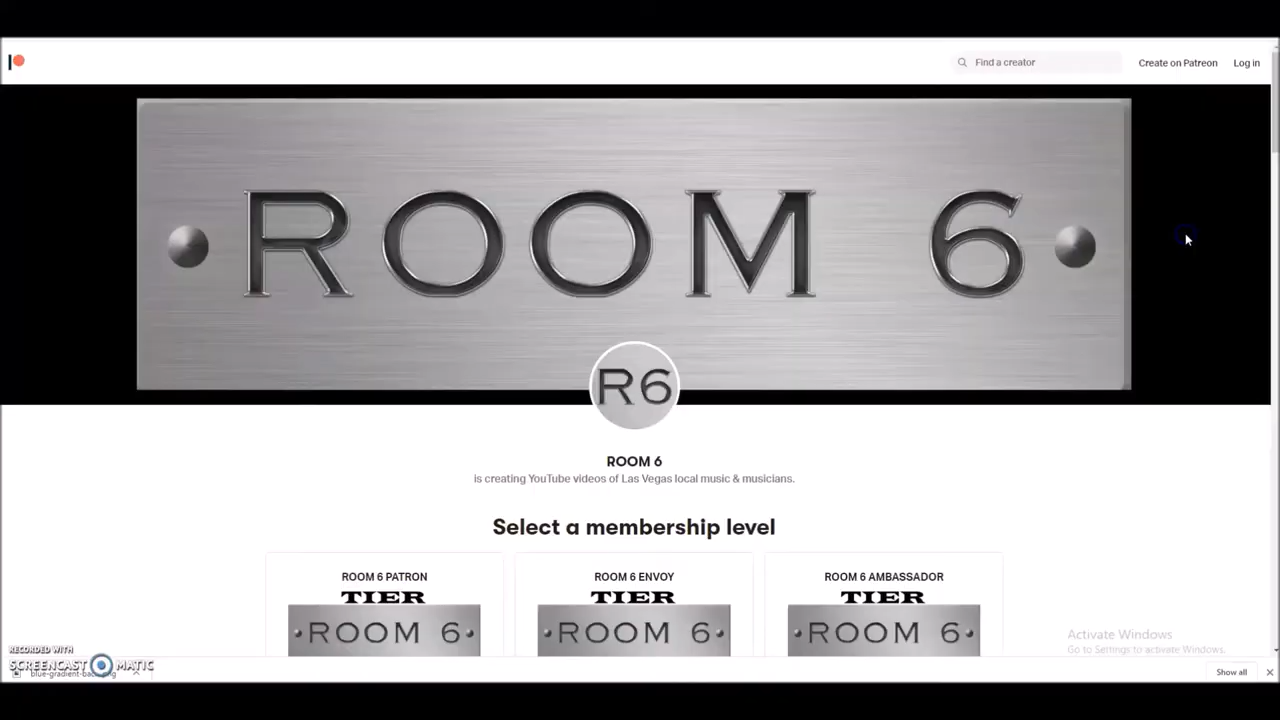 Find a creator
Create on Patreon
Log in
ROOM 6
R6
ROOM 6
is creating YouTube videos of Las Vegas local music & musicians.
Select a membership level
ROOM 6 PATRON
TIER
ROOM 6
ROOM 6 ENVOY
TIER
ROOM 6
ROOM 6 AMBASSADOR
TIER
ROOM 6
Activate Windows
Go to Settings to activate Windows.
RECORDED WITH
SCREENCAST MATIC
Show all